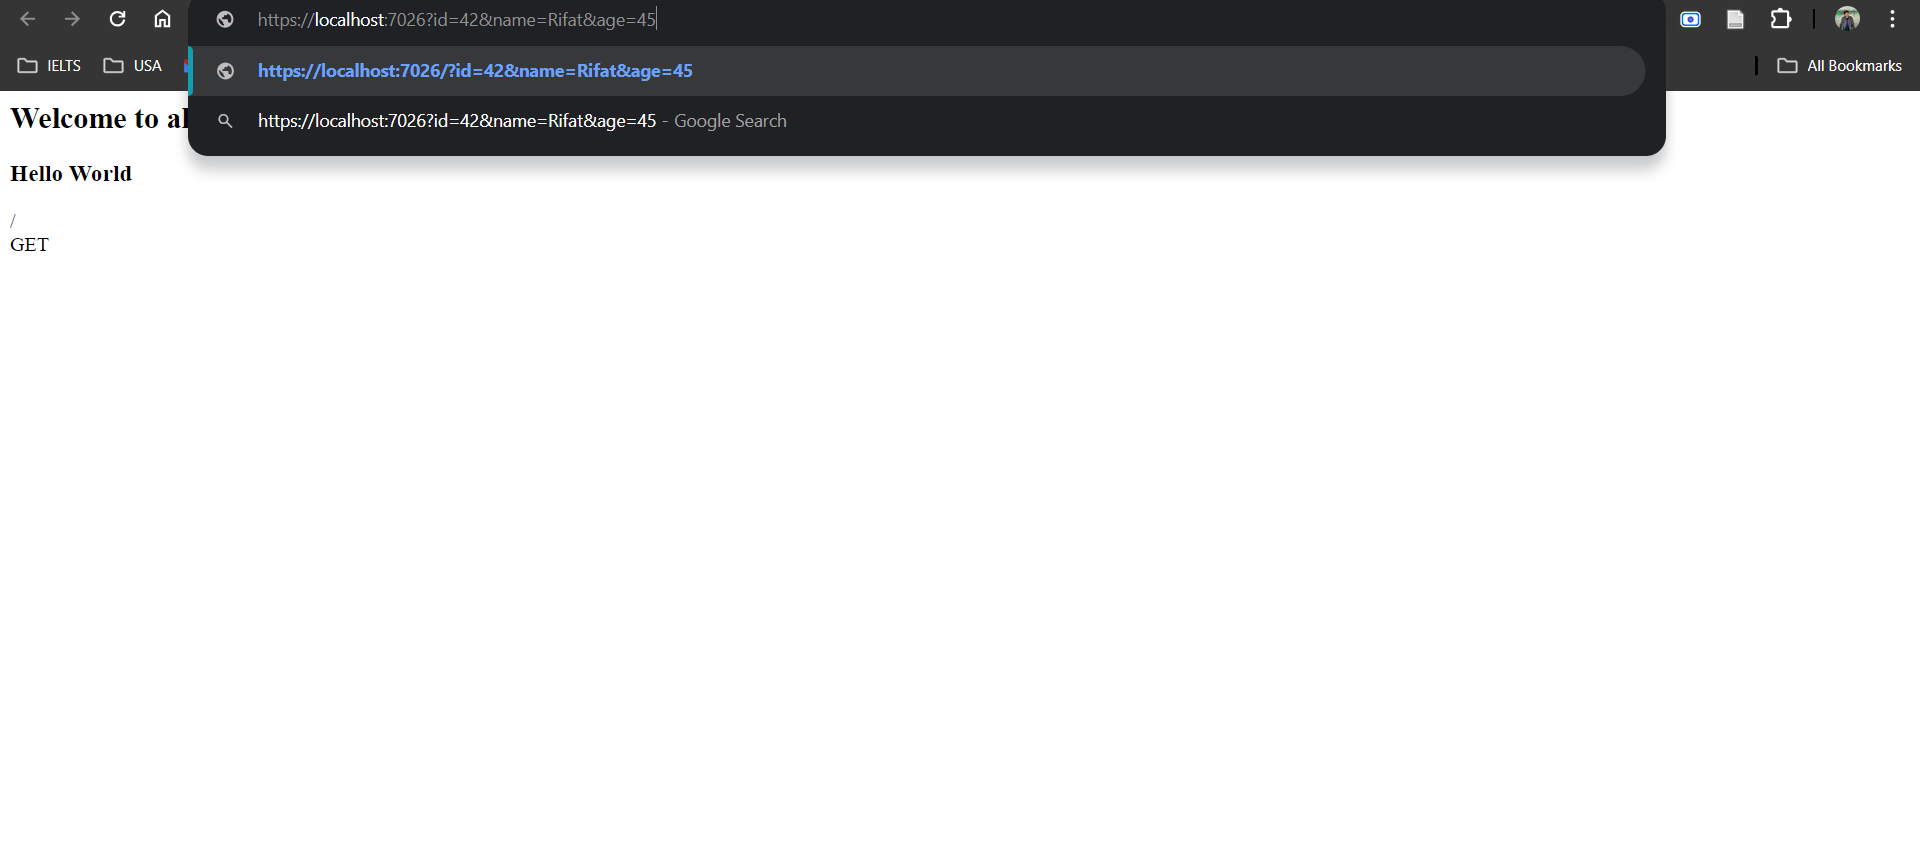 https://localhost:7026?id=42&name=Rifat&age=45
https://localhost:7026/?id=42&name=Rifat&age=45
https://localhost:7026?id=42&name=Rifat&age=45 - Google Search
IELTS
USA
All Bookmarks
Welcome to
Hello World
/
GET